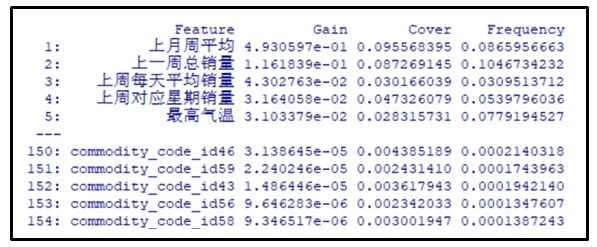 Feature Gain Cover Frequency
1: 上月周平均 4.930597e-01 0.095568395 0.0865956663
2: 上一周总销量 1.161839e-01 0.087269145 0.1046734232
3: 上周每天平均销量 4.302763e-02 0.030166039 0.0309513712
4: 上周对应星期销量 3.164058e-02 0.047326079 0.0539796036
5: 最高气温 3.103379e-02 0.028315731 0.0779194527
---
150: commodity_code_id46 3.138645e-05 0.004385189 0.0002140318
151: commodity_code_id59 2.240246e-05 0.002431410 0.0001743963
152: commodity_code_id43 1.486446e-05 0.003617943 0.0001942140
153: commodity_code_id56 9.646283e-06 0.002342033 0.0001347607
154: commodity_code_id58 9.346517e-06 0.003001947 0.0001387243